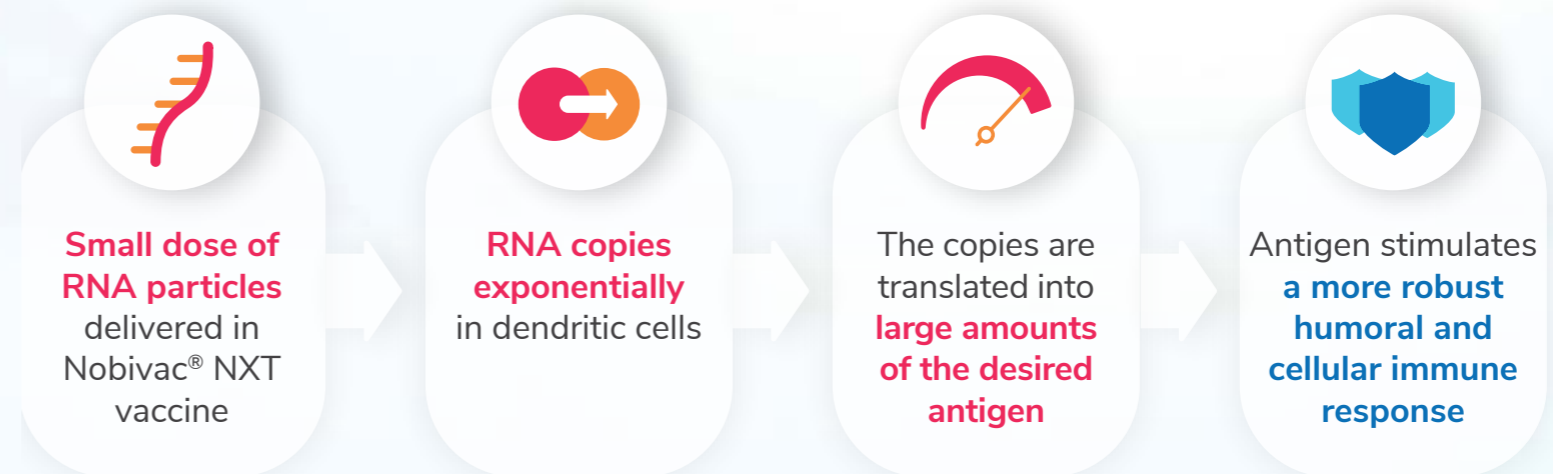 Small dose of
RNA particles
delivered in
Nobivac® NXT
vaccine
RNA copies
exponentially
in dendritic cells
The copies are
translated into
large amounts
of the desired
antigen
Antigen stimulates
a more robust
humoral and
cellular immune
response